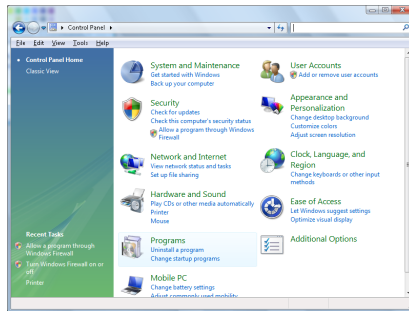 Control Panel
File Edit View Tools Help
Control Panel Home
Classic View
System and Maintenance
Get started with Windows
Back up your computer
Security
Check for updates
Check this computer's security status
Allow a program through Windows
Firewall
Network and Internet
View network status and tasks
Set up file sharing
Hardware and Sound
Play CDs or other media automatically
Printer
Mouse
Programs
Uninstall a program
Change startup programs
Mobile PC
Change battery settings
Adjust commonly used mobility
User Accounts
Add or remove user accounts
Appearance and
Personalization
Change desktop background
Customize colors
Adjust screen resolution
Clock, Language, and
Region
Change keyboards or other input
methods
Ease of Access
Let Windows suggest settings
Optimize visual display
Additional Options
Recent Tasks
Allow a program through
Windows Firewall
Turn Windows Firewall on or
off
Printer